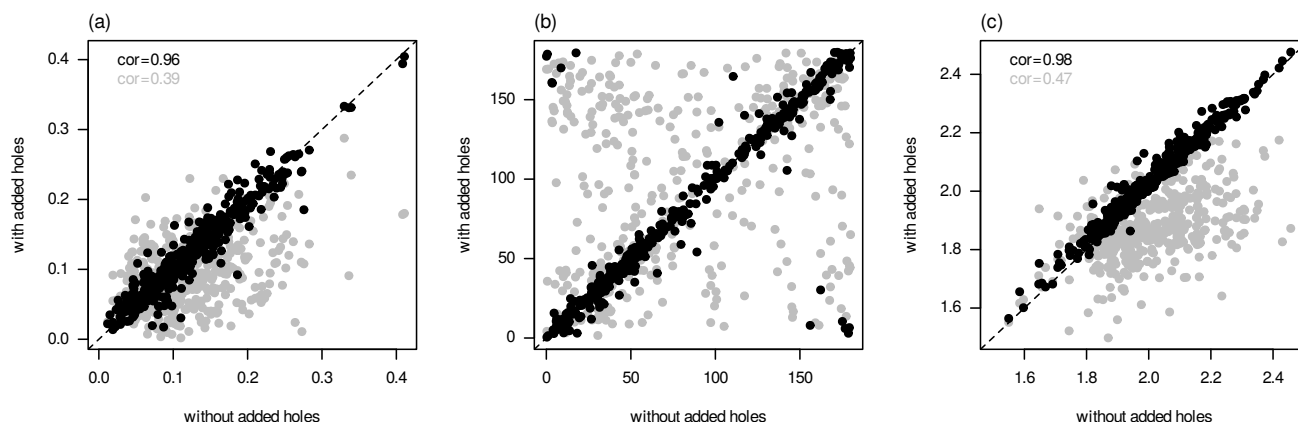 (a)
cor=0.96
cor=0.39
with added holes
0.4
0.3
0.2
0.1
0.0
0.0 0.1 0.2 0.3 0.4
without added holes
(b)
with added holes
150
100
50
0
0 50 100 150
without added holes
(c)
cor=0.98
cor=0.47
with added holes
2.4
2.2
2.0
1.8
1.6
1.6 1.8 2.0 2.2 2.4
without added holes